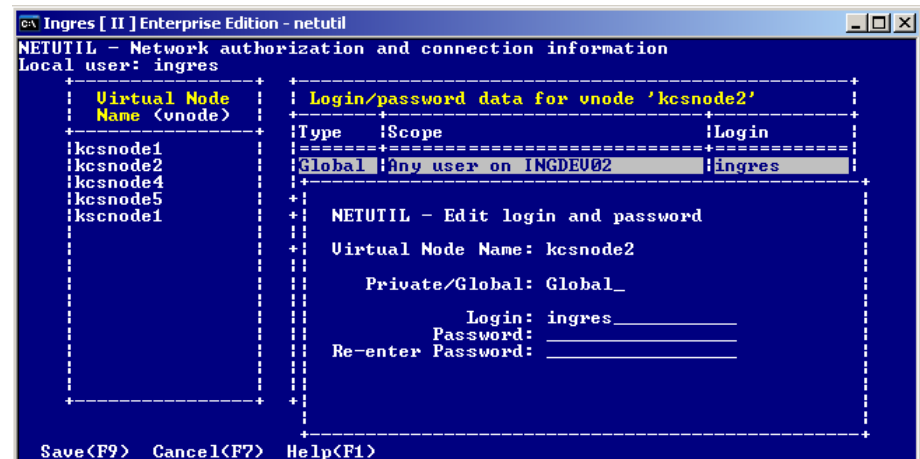 Ingres [ II ] Enterprise Edition - netutil
NETUTIL - Network authorization and connection information
Local user: ingres
Virtual Node
Name (vnode)
kcsnode1
kcsnode2
kcsnode4
kcsnode5
kscnode1
Login/password data for vnode 'kcsnode2'
Type Scope Login
Global Any user on INGDEV02 ingres
NETUTIL - Edit login and password
Virtual Node Name: kcsnode2
Private/Global: Global_
Login: ingres__________
Password: ________________
Re-enter Password: ________________
Save(F9) Cancel(F7) Help(F1)